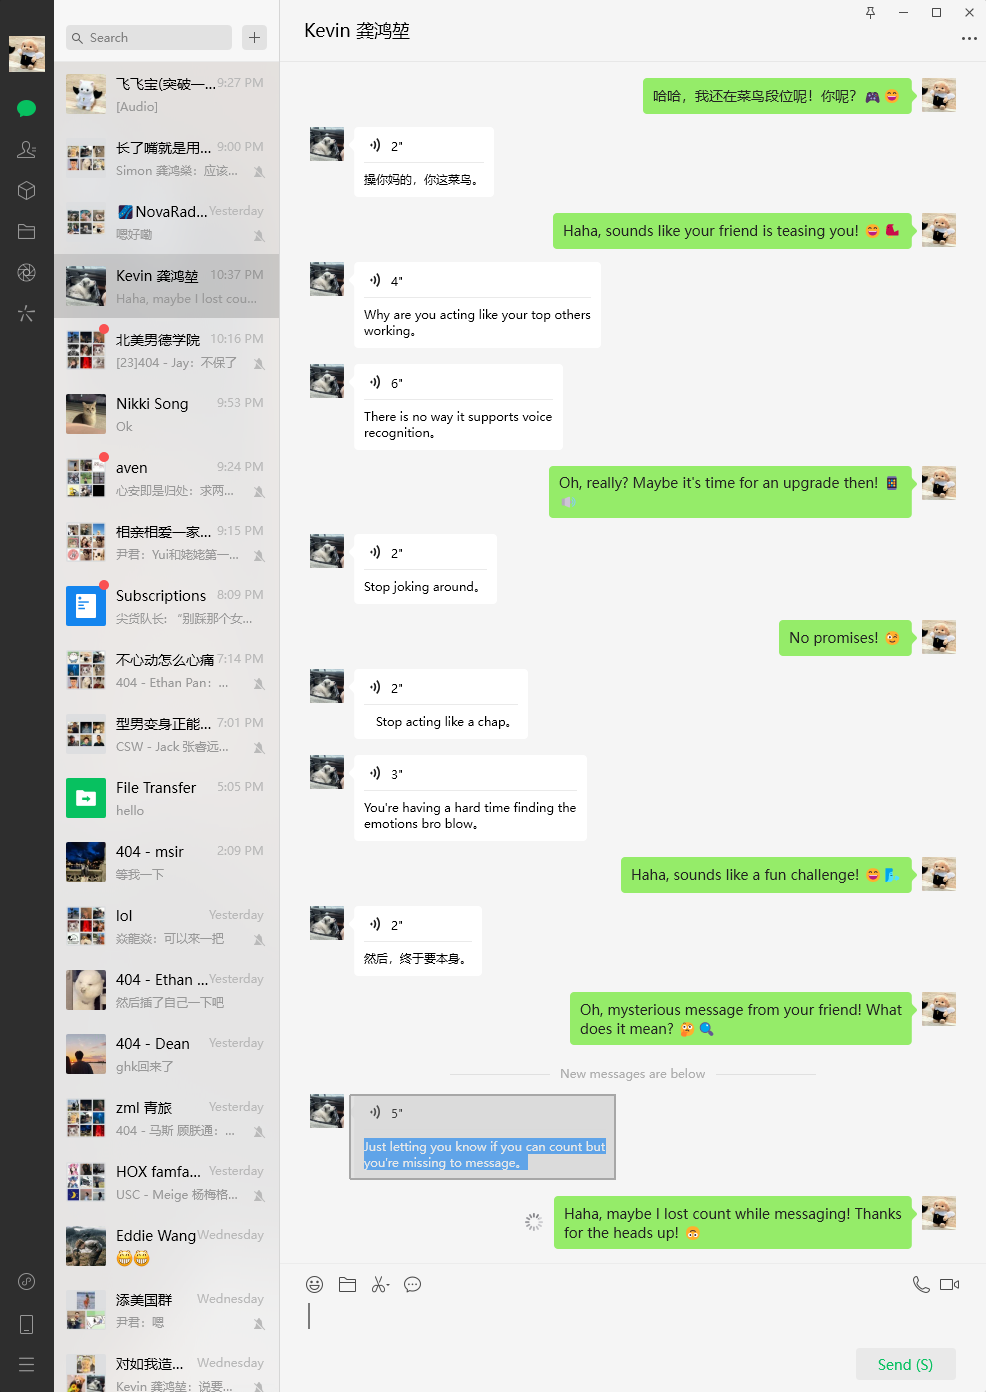 Search
飞飞宝(突破一... 9:27 PM
[Audio]
长了嘴就是用... 9:00 PM
Simon 龚鸿燊：应该...
NovaRad... Yesterday
嗯好嘞
Kevin 龚鸿堃 10:37 PM
Haha, maybe I lost cou...
北美男德学院 10:16 PM
[23]404 - Jay：不保了
Nikki Song 9:53 PM
Ok
aven 9:24 PM
心安即是归处：求两...
相亲相爱一家... 9:15 PM
尹君：Yui和姥姥第一...
Subscriptions 8:09 PM
尖货队长: “别踩那个女...
不心动怎么心痛 7:14 PM
404 - Ethan Pan：...
型男变身正能... 7:01 PM
CSW - Jack 张睿远...
File Transfer 5:05 PM
hello
404 - msir 2:09 PM
等我一下
lol Yesterday
焱龍焱：可以來一把
404 - Ethan ... Yesterday
然后插了自己一下吧
404 - Dean Yesterday
ghk回来了
zml 青旅 Yesterday
404 - 马斯 顾朕通：...
HOX famfa... Yesterday
USC - Meige 杨梅格...
Eddie Wang Wednesday
😁😁
添美国群 Wednesday
尹君：嗯
对如我造... Wednesday
Kevin 龚鸿堃：说要...
Kevin 龚鸿堃
哈哈，我还在菜鸟段位呢！你呢？ 🎮 😄
2"
操你妈的，你这菜鸟。
Haha, sounds like your friend is teasing you! 😄
4"
Why are you acting like your top others
working。
6"
There is no way it supports voice
recognition。
Oh, really? Maybe it's time for an upgrade then!
2"
Stop joking around。
No promises! 😉
2"
Stop acting like a chap。
3"
You're having a hard time finding the
emotions bro blow。
Haha, sounds like a fun challenge! 😄
2"
然后，终于要本身。
Oh, mysterious message from your friend! What
does it mean? 🤔 🔍
New messages are below
5"
Just letting you know if you can count but
you're missing to message。
Haha, maybe I lost count while messaging! Thanks
for the heads up! 🙃
Send (S)